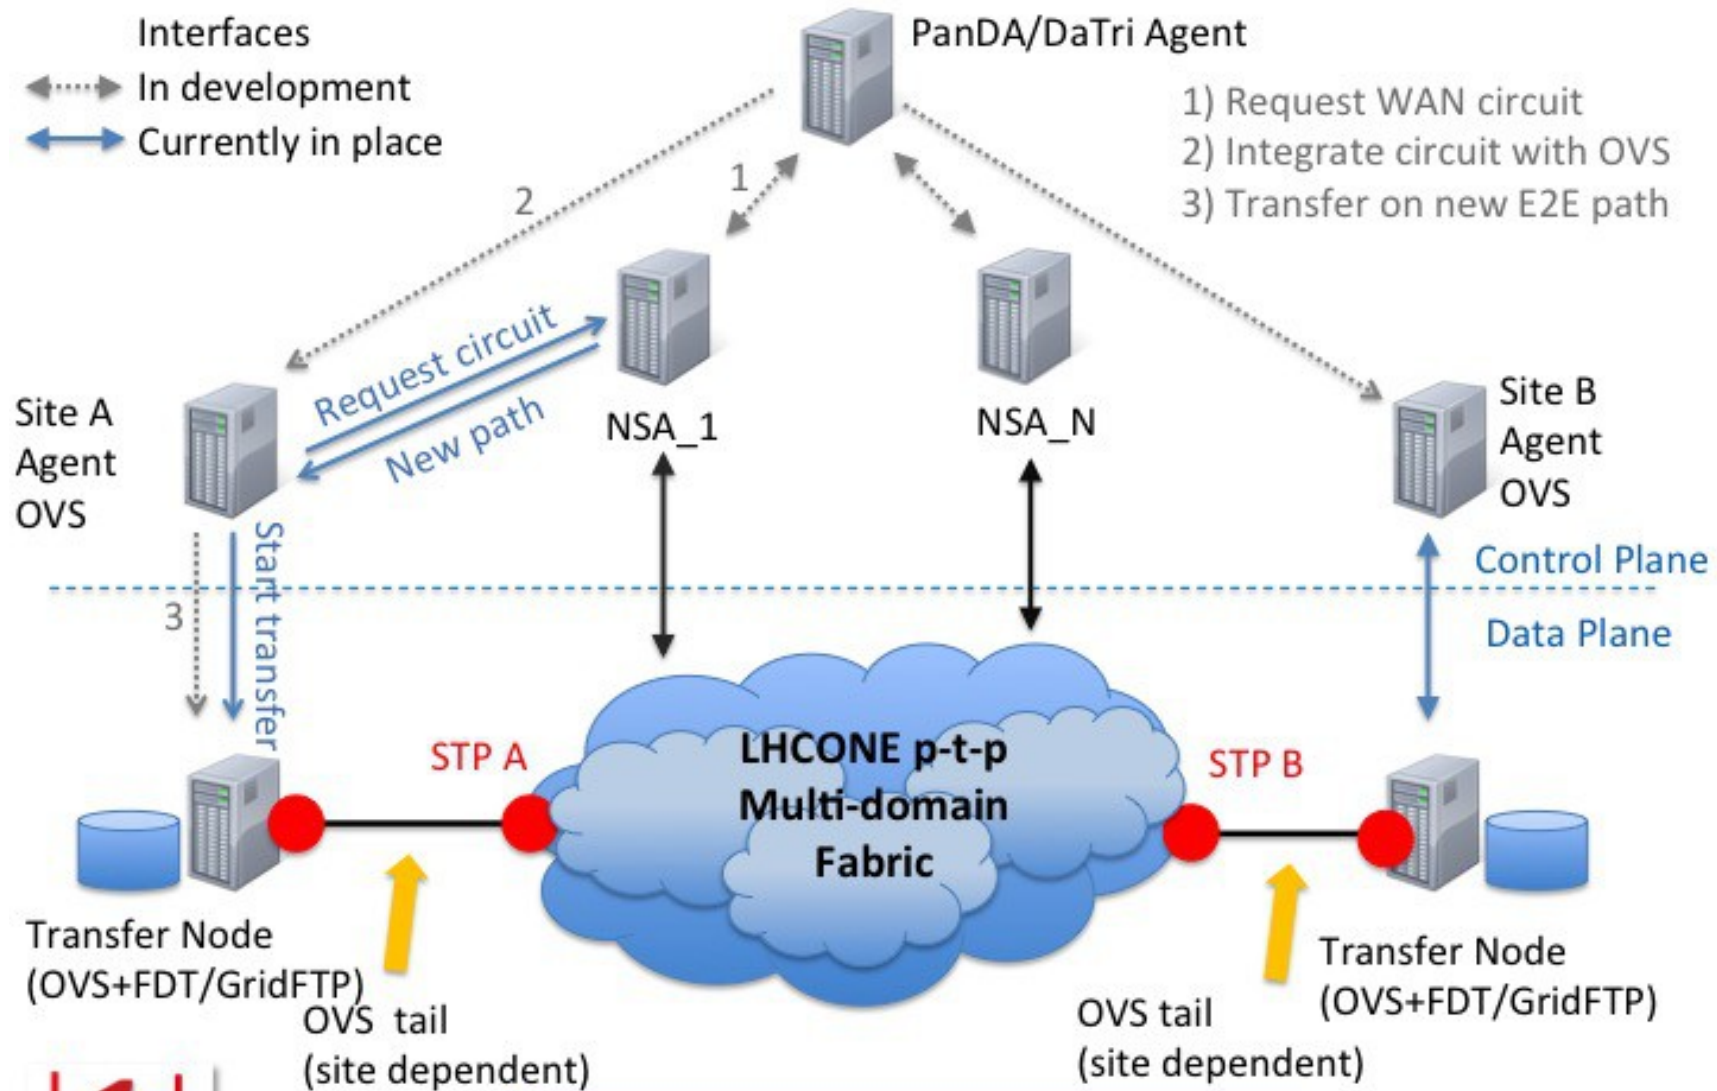 Interfaces
In development
Currently in place
PanDA/DaTri Agent
1) Request WAN circuit
2) Integrate circuit with OVS
3) Transfer on new E2E path
2
1
Request circuit
New path
NSA_1
NSA_N
Site A
Agent
OVS
Site B
Agent
OVS
Start transfer
3
Control Plane
Data Plane
STP A
LHCONE p-t-p
Multi-domain
Fabric
STP B
Transfer Node
(OVS+FDT/GridFTP)
OVS tail
(site dependent)
Transfer Node
(OVS+FDT/GridFTP)
OVS tail
(site dependent)